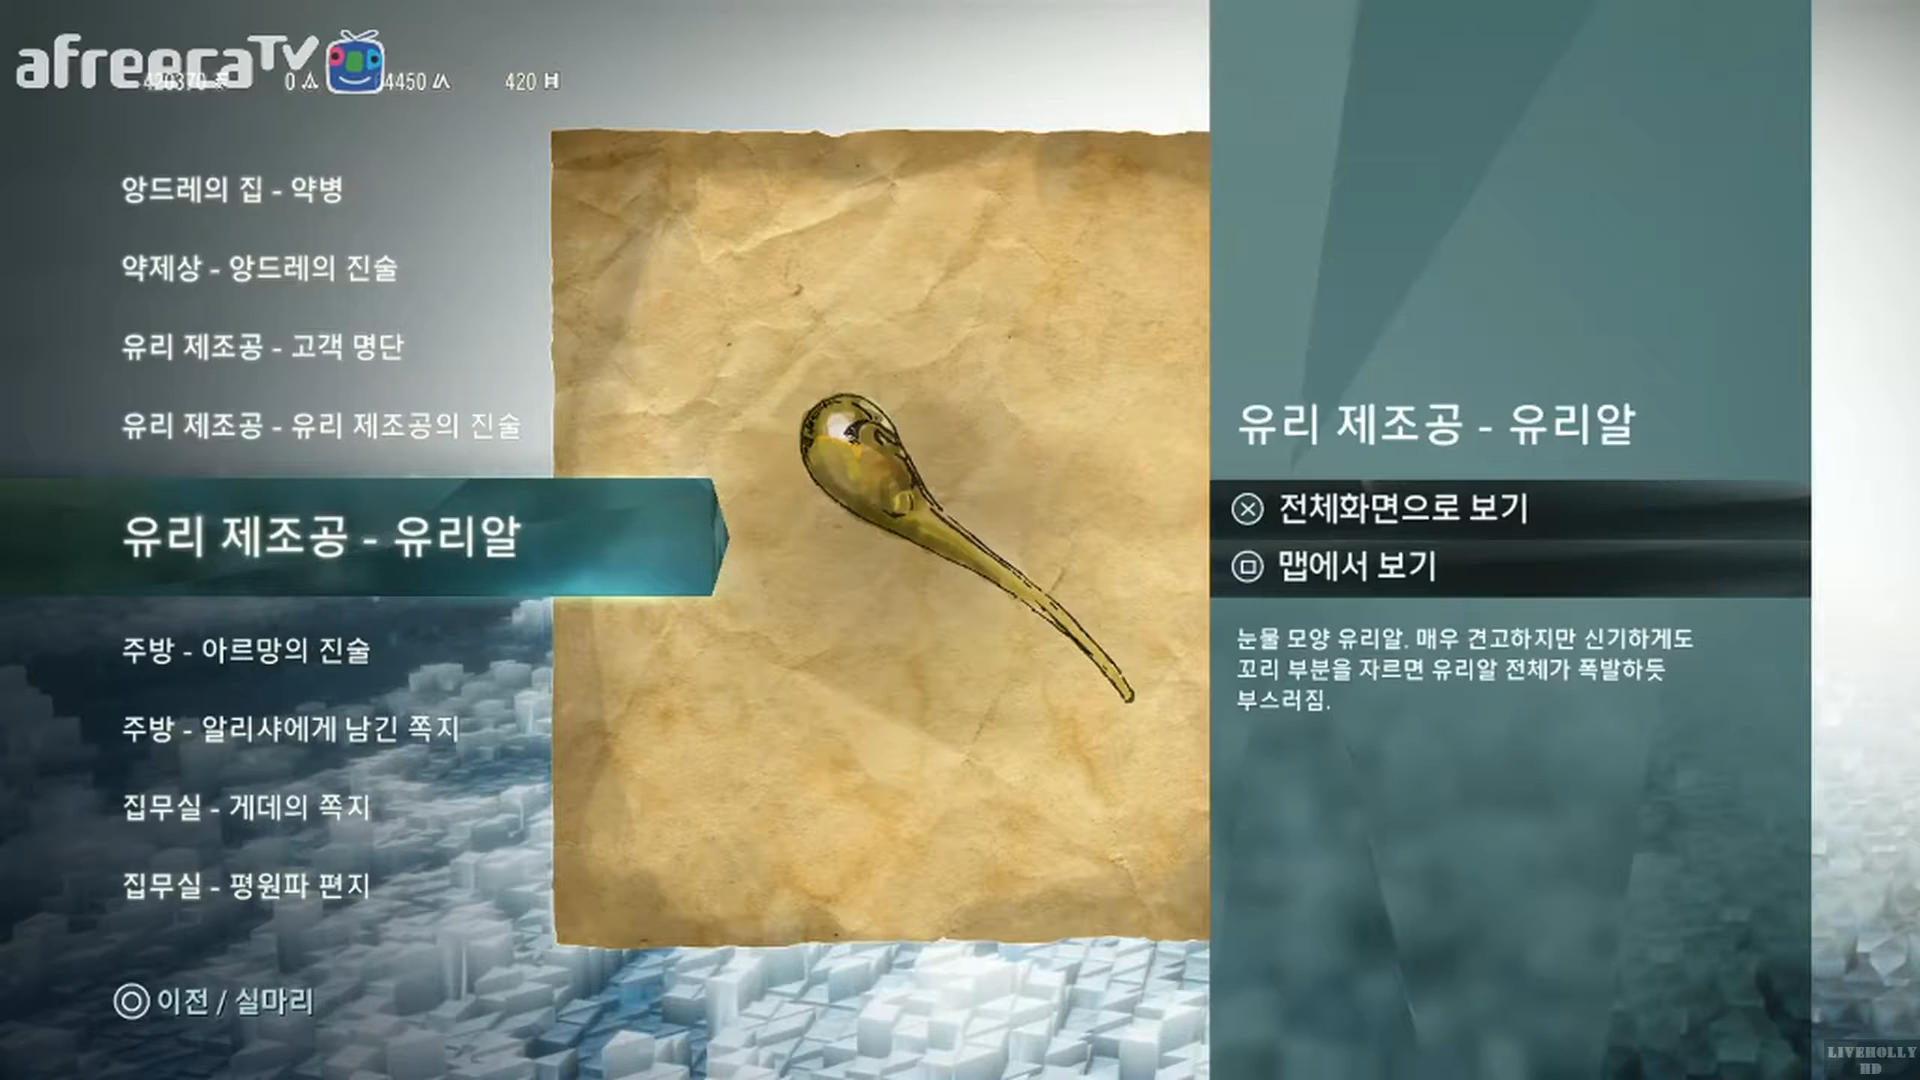 afreecaTV
420370
0
4450
420
앙드레의 집 - 약병
약제상 - 앙드레의 진술
유리 제조공 - 고객 명단
유리 제조공 - 유리 제조공의 진술
유리 제조공 - 유리알
주방 - 아르망의 진술
주방 - 알리샤에게 남긴 쪽지
집무실 - 게데의 쪽지
집무실 - 평원파 편지
이전 / 실마리
유리 제조공 - 유리알
전체화면으로 보기
맵에서 보기
눈물 모양 유리알. 매우 견고하지만 신기하게도
꼬리 부분을 자르면 유리알 전체가 폭발하듯
부스러짐.
LIVEHOLLY
HD